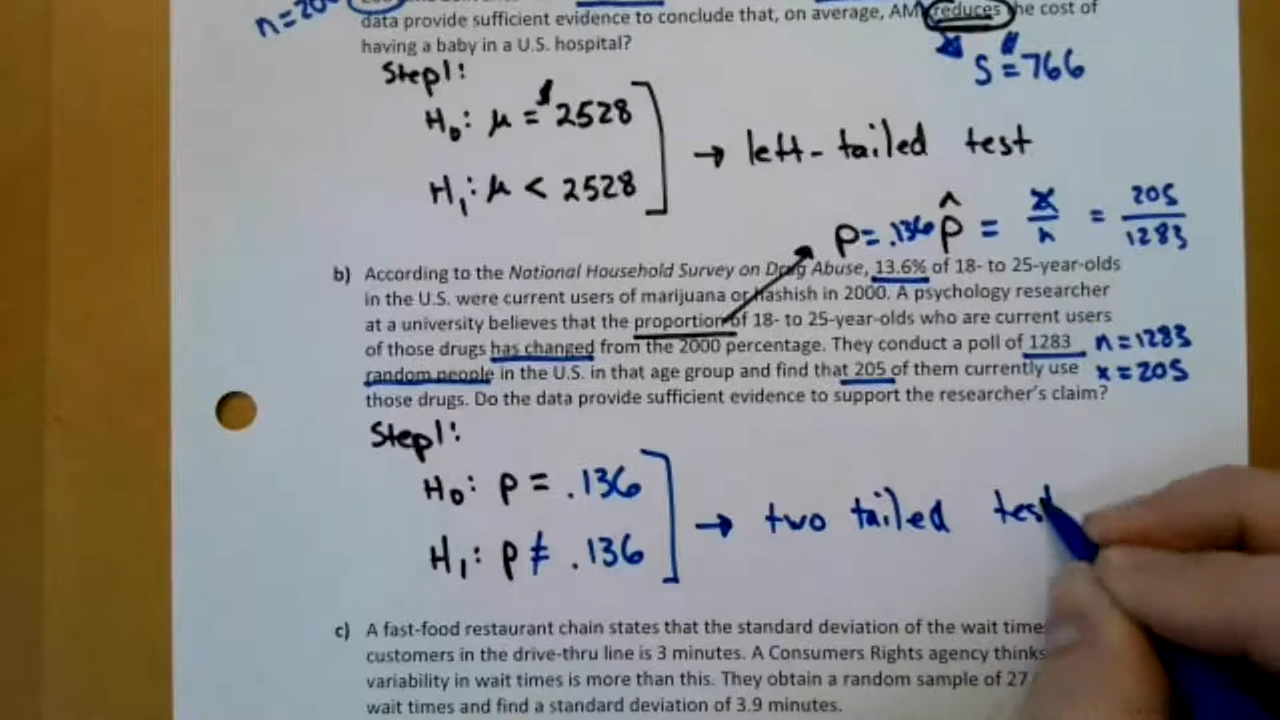 n=200
data provide sufficient evidence to conclude that, on average, AM reduces the cost of
having a baby in a U.S. hospital?
S = $766
Step1:
H₀: μ = $2528
H₁: μ < 2528
→ left-tailed test
p=.136 p̂ = x/n = 205/1283
b) According to the National Household Survey on Drug Abuse, 13.6% of 18- to 25-year-olds
in the U.S. were current users of marijuana or hashish in 2000. A psychology researcher
at a university believes that the proportion of 18- to 25-year-olds who are current users
of those drugs has changed from the 2000 percentage. They conduct a poll of 1283 n=1283
random people in the U.S. in that age group and find that 205 of them currently use x=205
those drugs. Do the data provide sufficient evidence to support the researcher's claim?
Step1:
H₀: p = .136
H₁: p ≠ .136
→ two tailed test
c) A fast-food restaurant chain states that the standard deviation of the wait time
customers in the drive-thru line is 3 minutes. A Consumers Rights agency thinks
variability in wait times is more than this. They obtain a random sample of 27
wait times and find a standard deviation of 3.9 minutes.